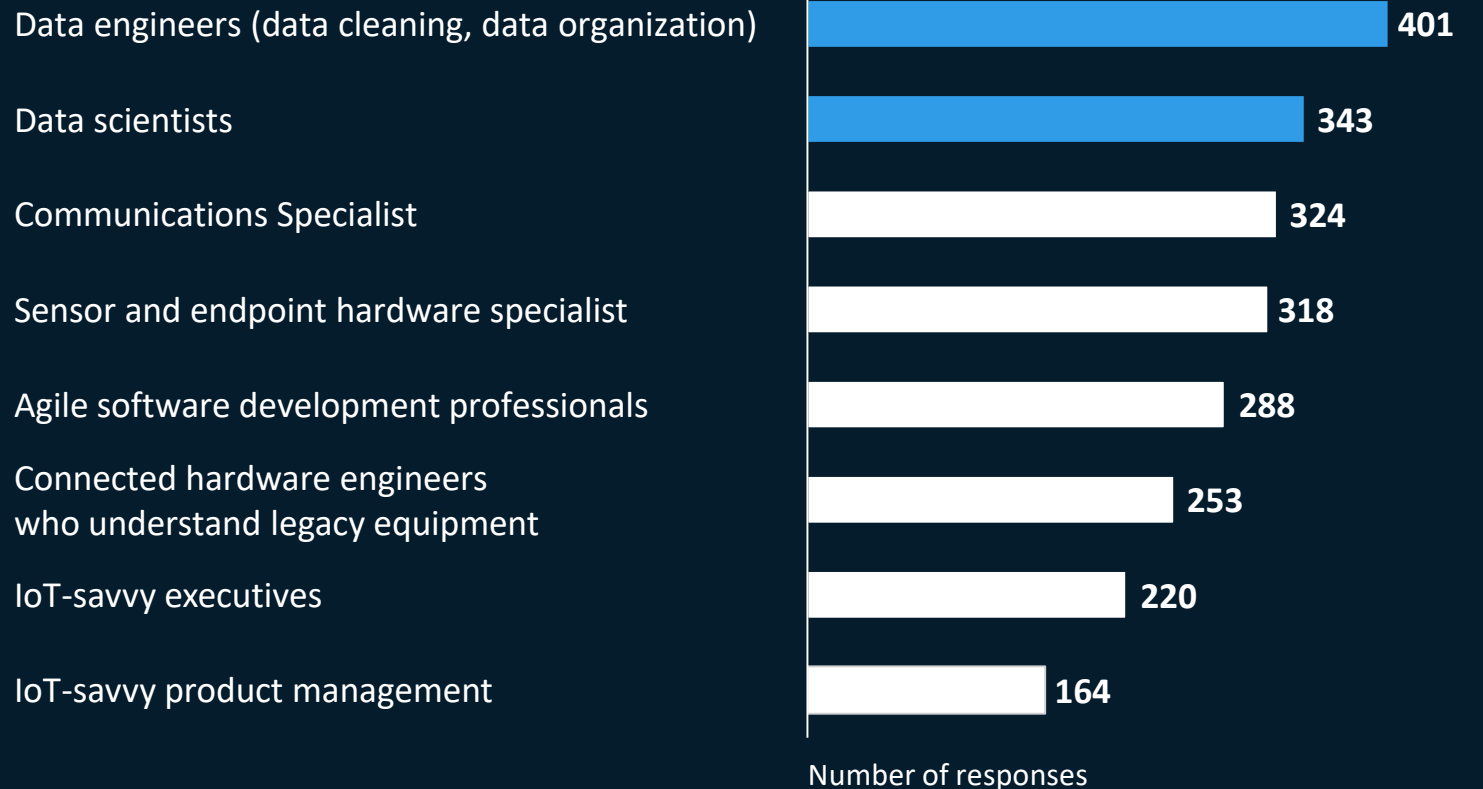 Data engineers (data cleaning, data organization)
401
Data scientists
343
Communications Specialist
324
Sensor and endpoint hardware specialist
318
Agile software development professionals
288
Connected hardware engineers
who understand legacy equipment
253
IoT-savvy executives
220
IoT-savvy product management
164
Number of responses